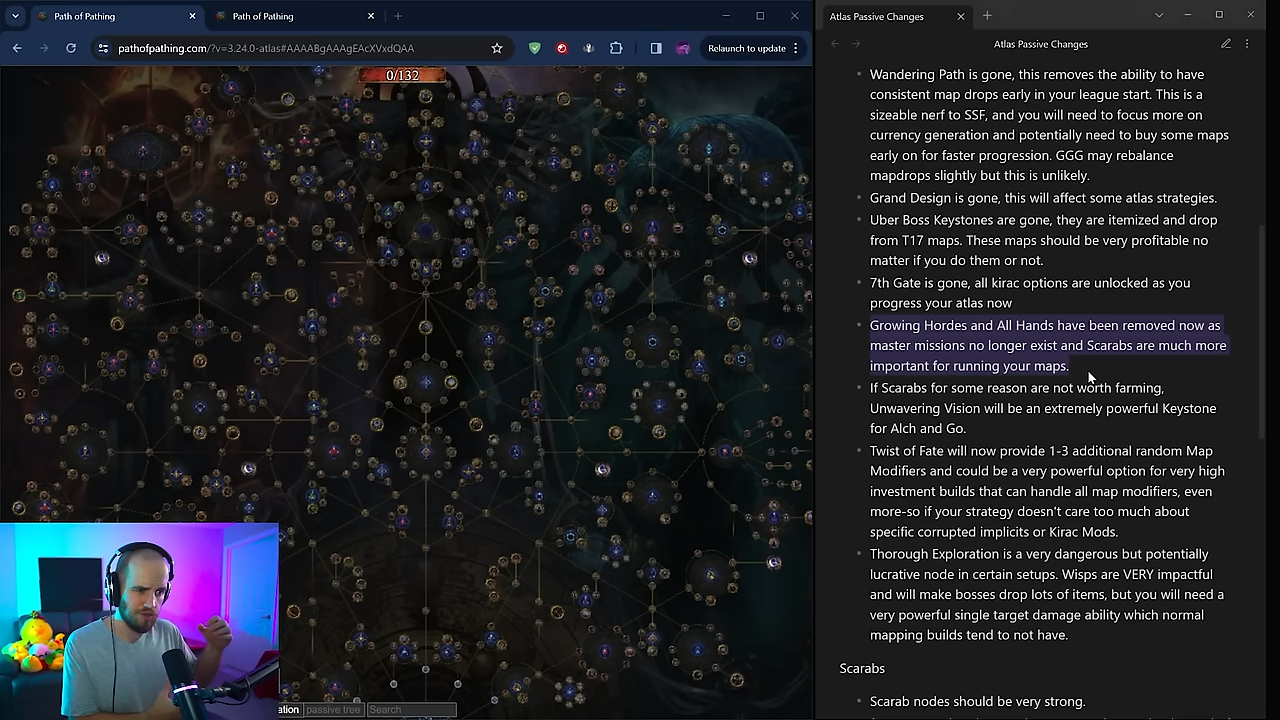 Path of Pathing
Path of Pathing
Atlas Passive Changes
pathofpathing.com/?v=3.24.0-atlas#AAAABgAAAgEAcXVxdQAA
Relaunch to update
Atlas Passive Changes
0/132
Wandering Path is gone, this removes the ability to have
consistent map drops early in your league start. This is a
sizeable nerf to SSF, and you will need to focus more on
currency generation and potentially need to buy some maps
early on for faster progression. GGG may rebalance
mapdrops slightly but this is unlikely.
Grand Design is gone, this will affect some atlas strategies.
Uber Boss Keystones are gone, they are itemized and drop
from T17 maps. These maps should be very profitable no
matter if you do them or not.
7th Gate is gone, all kirac options are unlocked as you
progress your atlas now
Growing Hordes and All Hands have been removed now as
master missions no longer exist and Scarabs are much more
important for running your maps.
If Scarabs for some reason are not worth farming,
Unwavering Vision will be an extremely powerful Keystone
for Alch and Go.
Twist of Fate will now provide 1-3 additional random Map
Modifiers and could be a very powerful option for very high
investment builds that can handle all map modifiers, even
more-so if your strategy doesn't care too much about
specific corrupted implicits or Kirac Mods.
Thorough Exploration is a very dangerous but potentially
lucrative node in certain setups. Wisps are VERY impactful
and will make bosses drop lots of items, but you will need a
very powerful single target damage ability which normal
mapping builds tend to not have.
Scarabs
Scarab nodes should be very strong.
passive tree
Search